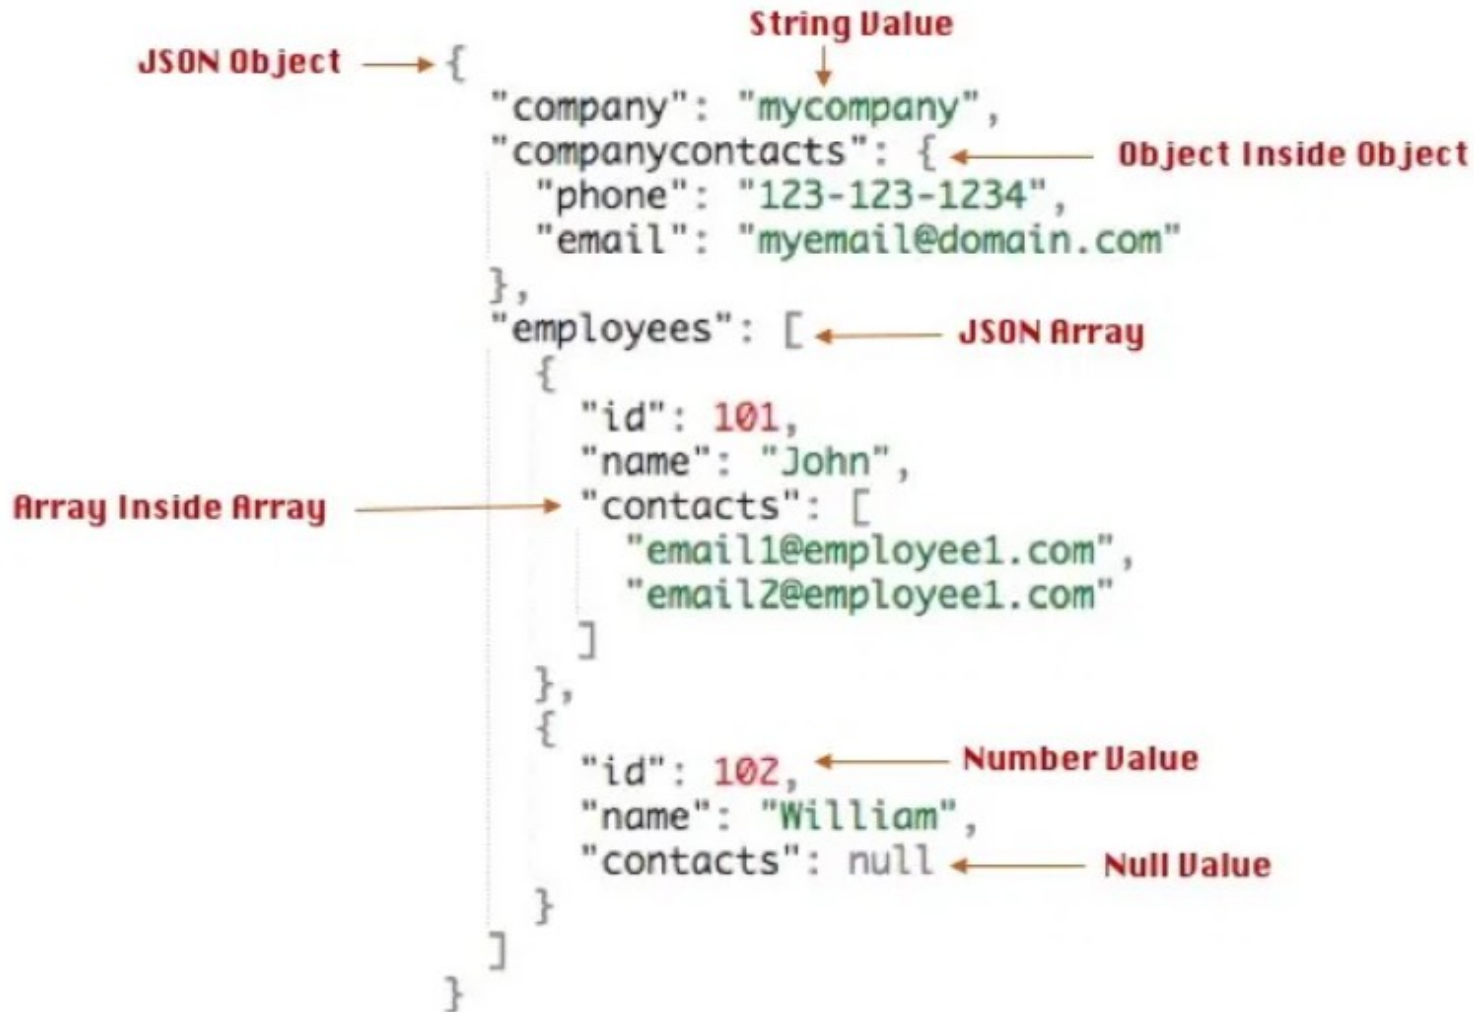 String Value
JSON Object {
"company": "mycompany",
"companycontacts": { Object Inside Object
"phone": "123-123-1234",
"email": "myemail@domain.com"
},
"employees": [ JSON Array
{
"id": 101,
"name": "John",
Array Inside Array "contacts": [
"email1@employee1.com",
"email2@employee1.com"
]
},
{
"id": 102, Number Value
"name": "William",
"contacts": null Null Value
}
]
}